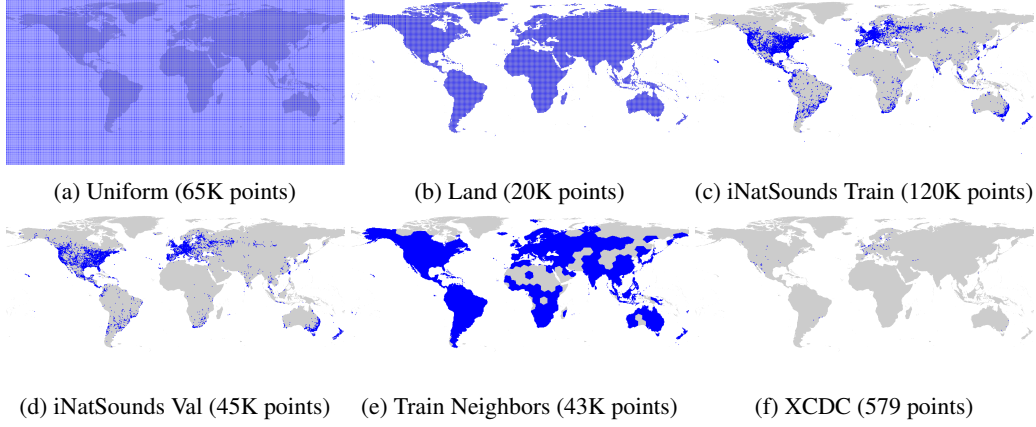 (a) Uniform (65K points)
(b) Land (20K points)
(c) iNatSounds Train (120K points)
(d) iNatSounds Val (45K points)
(e) Train Neighbors (43K points)
(f) XCDC (579 points)